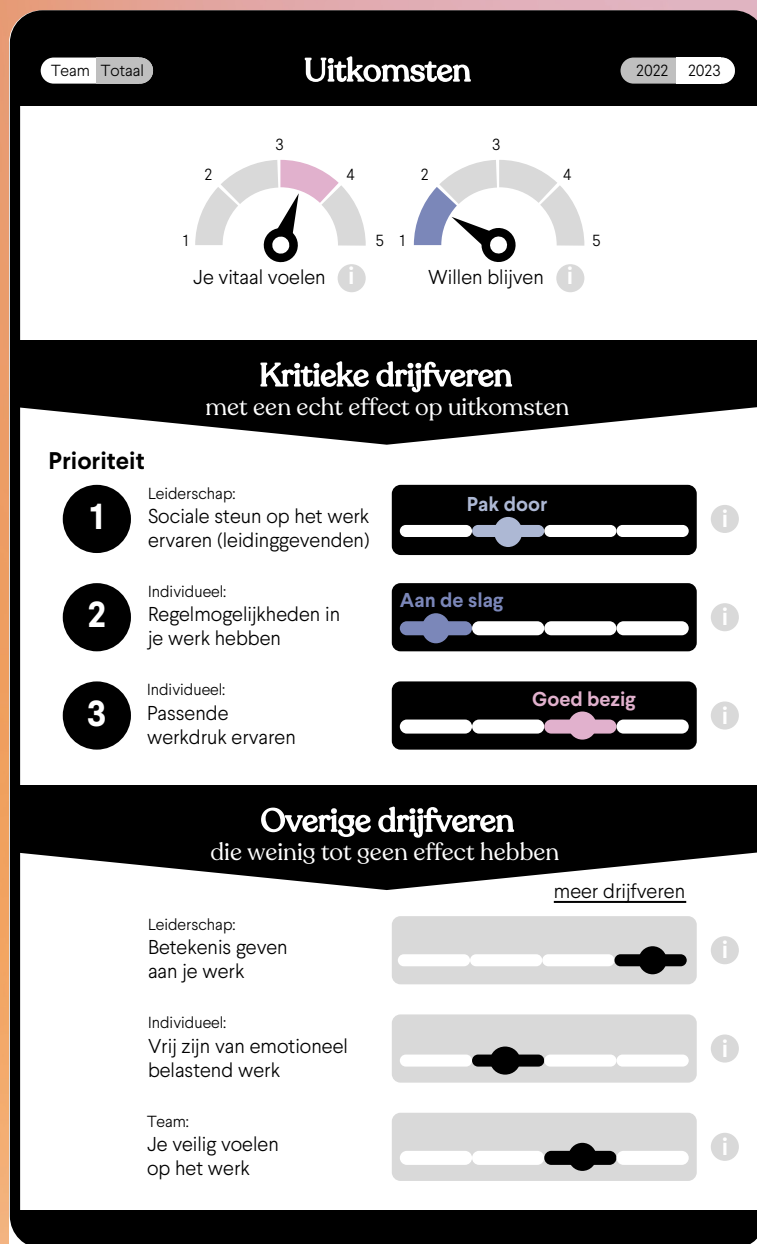 Team Totaal
Uitkomsten
2022 2023
1 2 3 4 5
Je vitaal voelen i
1 2 3 4 5
Willen blijven i
Kritieke drijfveren
met een echt effect op uitkomsten
Prioriteit
1
Leiderschap:
Sociale steun op het werk
ervaren (leidinggevenden)
Pak door
i
2
Individueel:
Regelmogelijkheden in
je werk hebben
Aan de slag
i
3
Individueel:
Passende
werkdruk ervaren
Goed bezig
i
Overige drijfveren
die weinig tot geen effect hebben
meer drijfveren
Leiderschap:
Betekenis geven
aan je werk
i
Individueel:
Vrij zijn van emotioneel
belastend werk
i
Team:
Je veilig voelen
op het werk
i